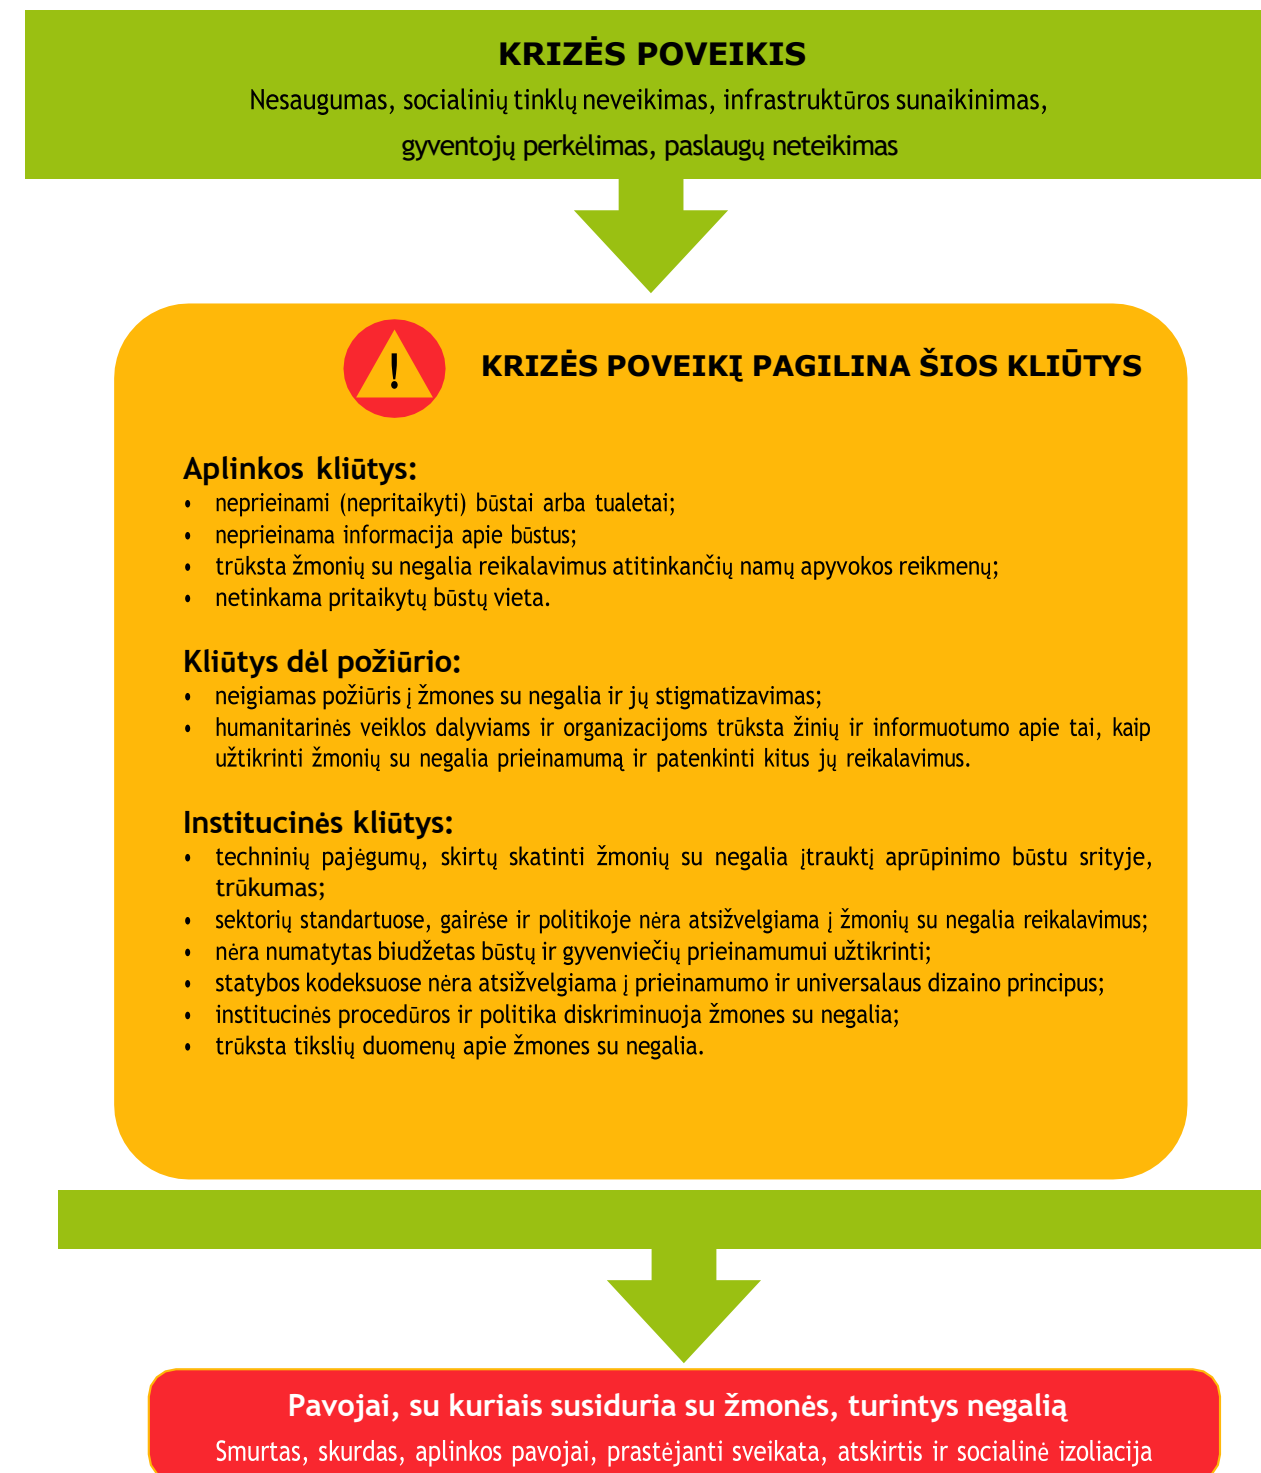 KRIZĖS POVEIKIS
Nesaugumas, socialinių tinklų neveikimas, infrastruktūros sunaikinimas,
gyventojų perkėlimas, paslaugų neteikimas
!
KRIZĖS POVEIKĮ PAGILINA ŠIOS KLIŪTYS
Aplinkos kliūtys:
• neprieinami (nepritaikyti) būstai arba tualetai;
• neprieinama informacija apie būstus;
• trūksta žmonių su negalia reikalavimus atitinkančių namų apyvokos reikmenų;
• netinkama pritaikytų būstų vieta.
Kliūtys dėl požiūrio:
• neigiamas požiūris į žmones su negalia ir jų stigmatizavimas;
• humanitarinės veiklos dalyviams ir organizacijoms trūksta žinių ir informuotumo apie tai, kaip
užtikrinti žmonių su negalia prieinamumą ir patenkinti kitus jų reikalavimus.
Institucinės kliūtys:
• techninių pajėgumų, skirtų skatinti žmonių su negalia įtrauktį aprūpinimo būstu srityje,
trūkumas;
• sektorių standartuose, gairėse ir politikoje nėra atsižvelgiama į žmonių su negalia reikalavimus;
• nėra numatytas biudžetas būstų ir gyvenviečių prieinamumui užtikrinti;
• statybos kodeksuose nėra atsižvelgiama į prieinamumo ir universalaus dizaino principus;
• institucinės procedūros ir politika diskriminuoja žmones su negalia;
• trūksta tikslių duomenų apie žmones su negalia.
Pavojai, su kuriais susiduria su žmonės, turintys negalią
Smurtas, skurdas, aplinkos pavojai, prastėjanti sveikata, atskirtis ir socialinė izoliacija